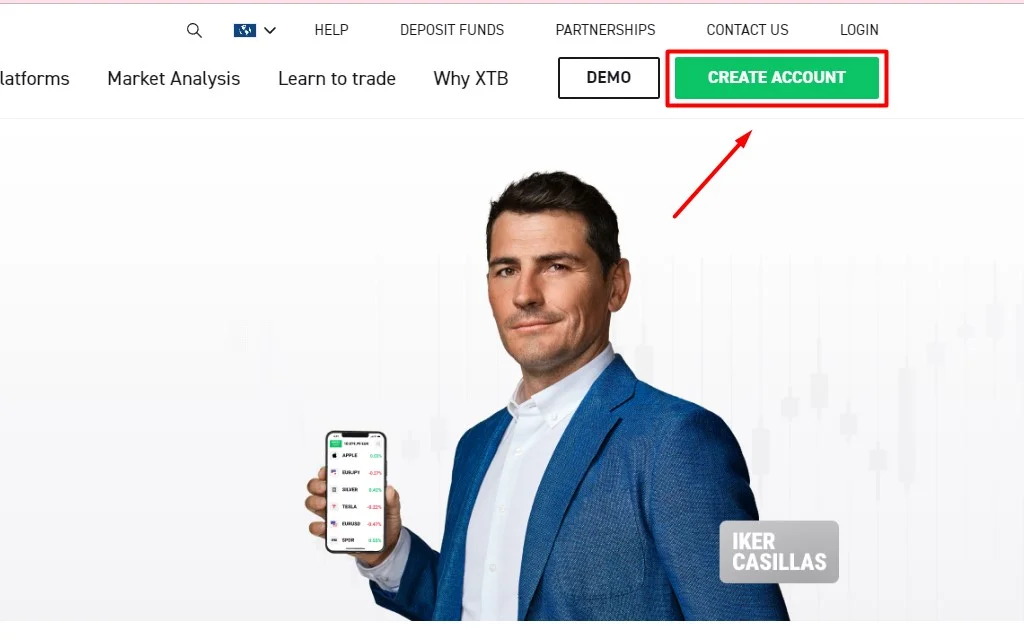 HELP DEPOSIT FUNDS PARTNERSHIPS CONTACT US LOGIN
latforms Market Analysis Learn to trade Why XTB DEMO CREATE ACCOUNT
APPLE
EURJPY
SILVER
TESLA
EURUSD
IKER
CASILLAS